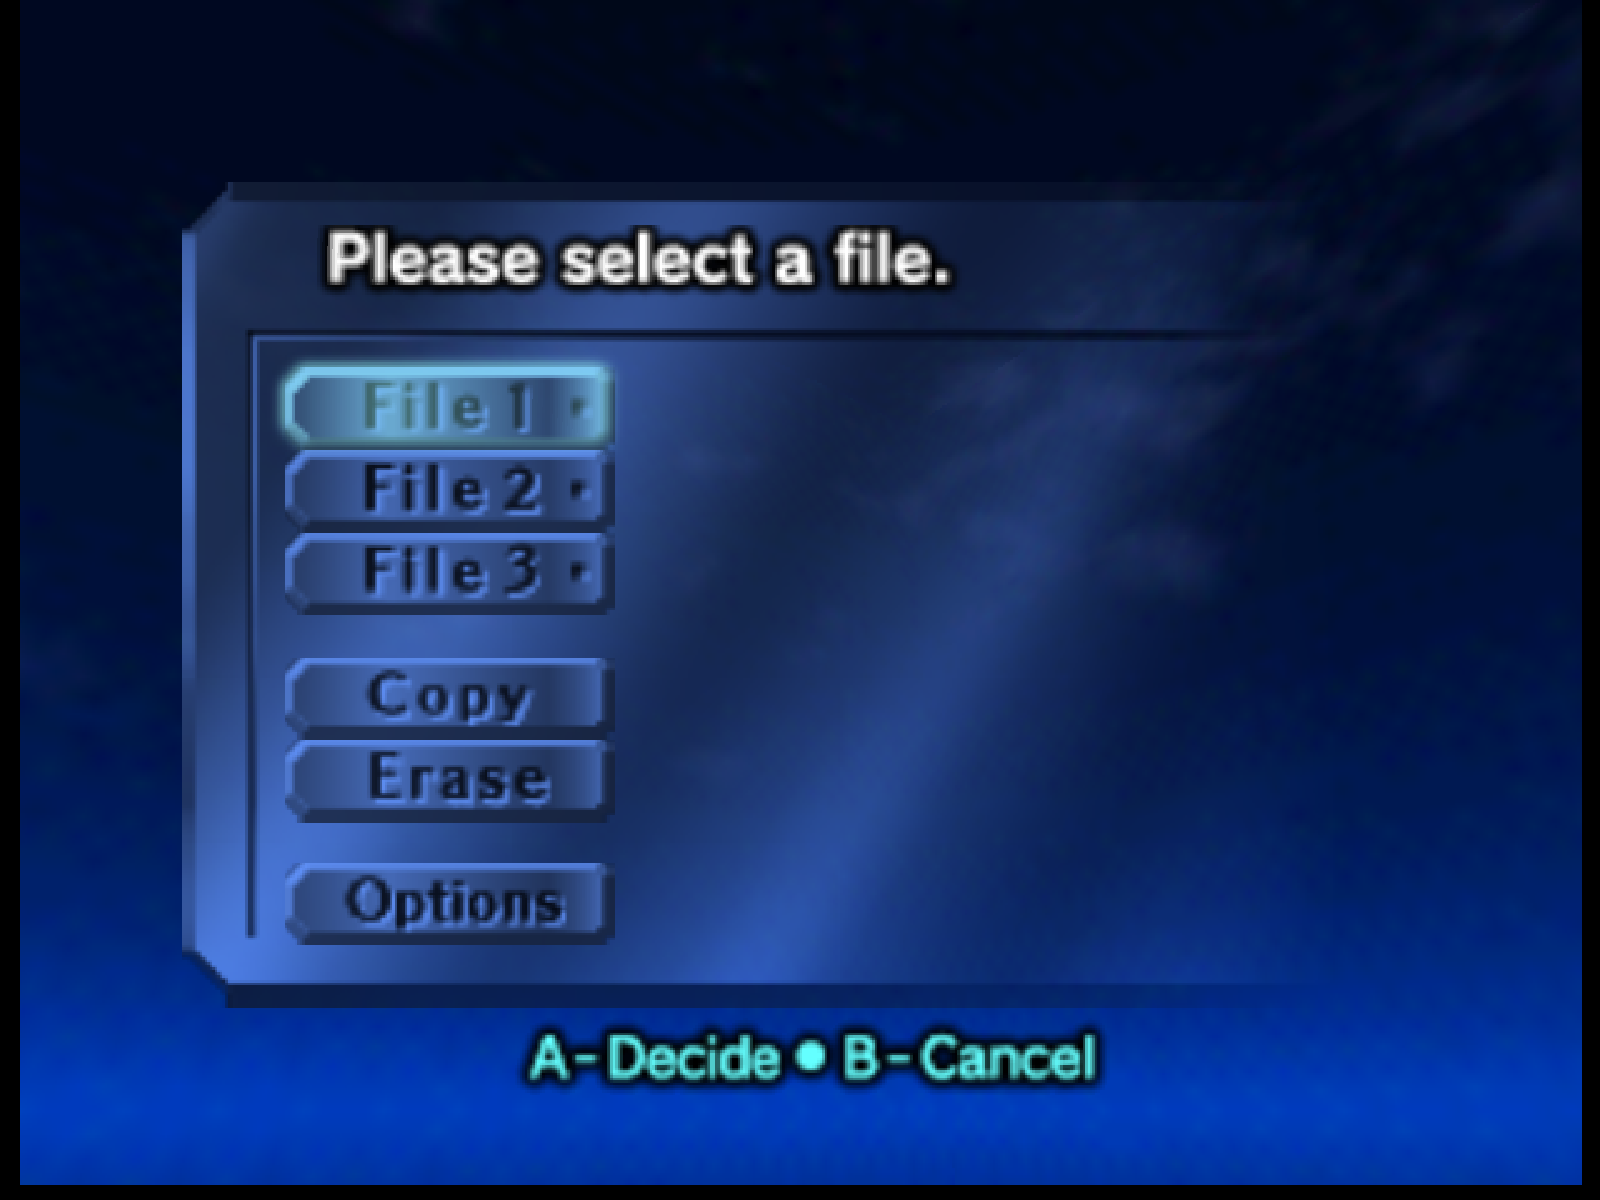 Please select a file.
File 1
File 2
File 3
Copy
Erase
Options
A-Decide●B-Cancel